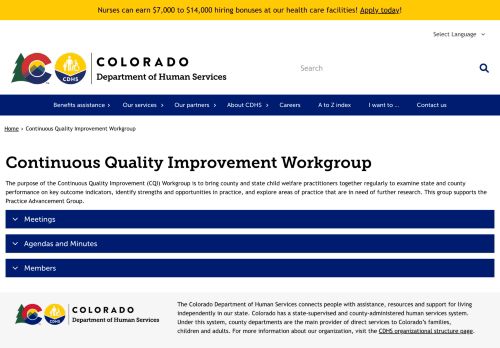 Nurses can earn $7,000 to $14,000 hiring bonuses at our health care facilities! Apply today!
Select Language
CDHS
COLORADO
Department of Human Services
Search
Benefits assistance
Our services
Our partners
About CDHS
Careers
A to Z index
I want to ...
Contact us
Home › Continuous Quality Improvement Workgroup
Continuous Quality Improvement Workgroup
The purpose of the Continuous Quality Improvement (CQI) Workgroup is to bring county and state child welfare practitioners together regularly to examine state and county
performance on key outcome indicators, identify strengths and opportunities in practice, and explore areas of practice that are in need of further research. This group supports the
Practice Advancement Group.
Meetings
Agendas and Minutes
Members
CDHS
COLORADO
Department of Human Services
The Colorado Department of Human Services connects people with assistance, resources and support for living
independently in our state. Colorado has a state-supervised and county-administered human services system.
Under this system, county departments are the main provider of direct services to Colorado's families,
children and adults. For more information about our organization, visit the CDHS organizational structure page.